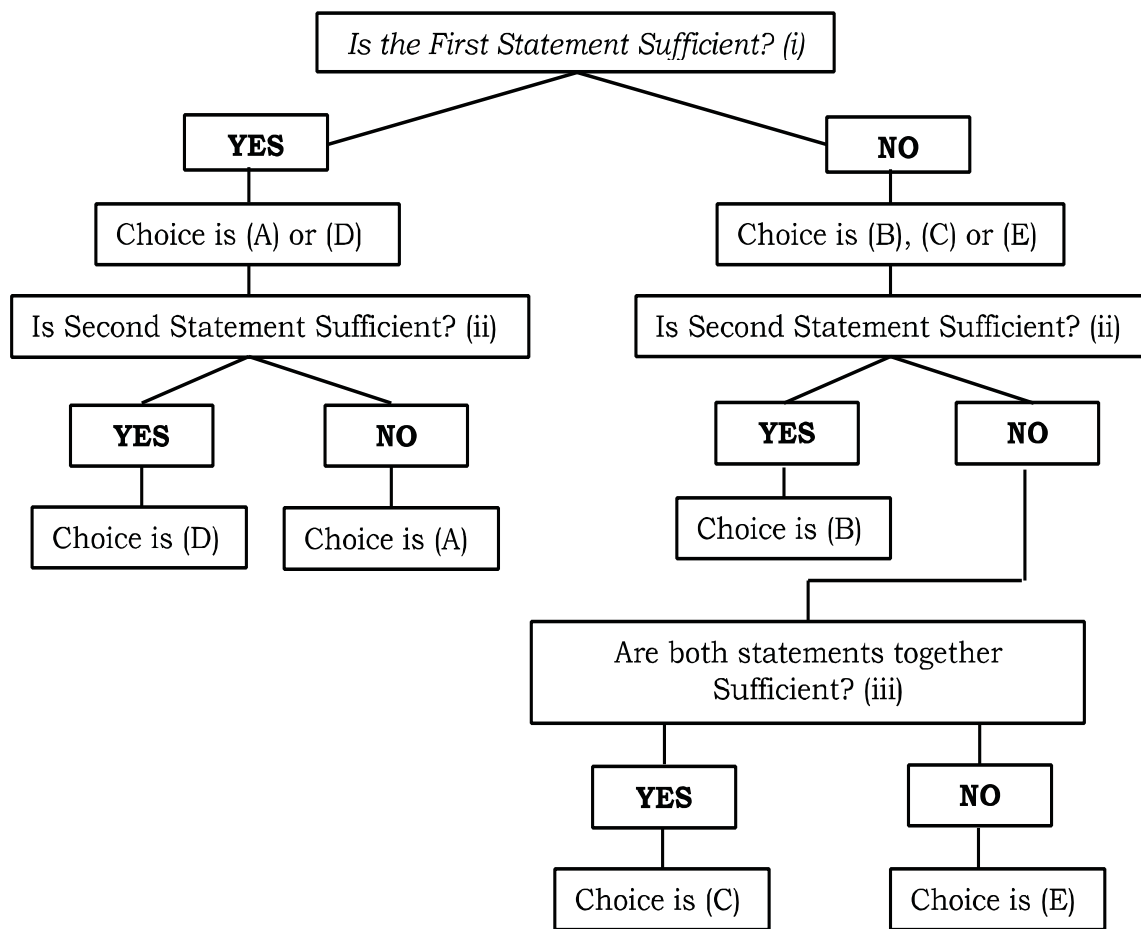 Is the First Statement Sufficient? (i)
YES
NO
Choice is (A) or (D)
Choice is (B), (C) or (E)
Is Second Statement Sufficient? (ii)
Is Second Statement Sufficient? (ii)
YES
NO
YES
NO
Choice is (D)
Choice is (A)
Choice is (B)
Are both statements together
Sufficient? (iii)
YES
NO
Choice is (C)
Choice is (E)